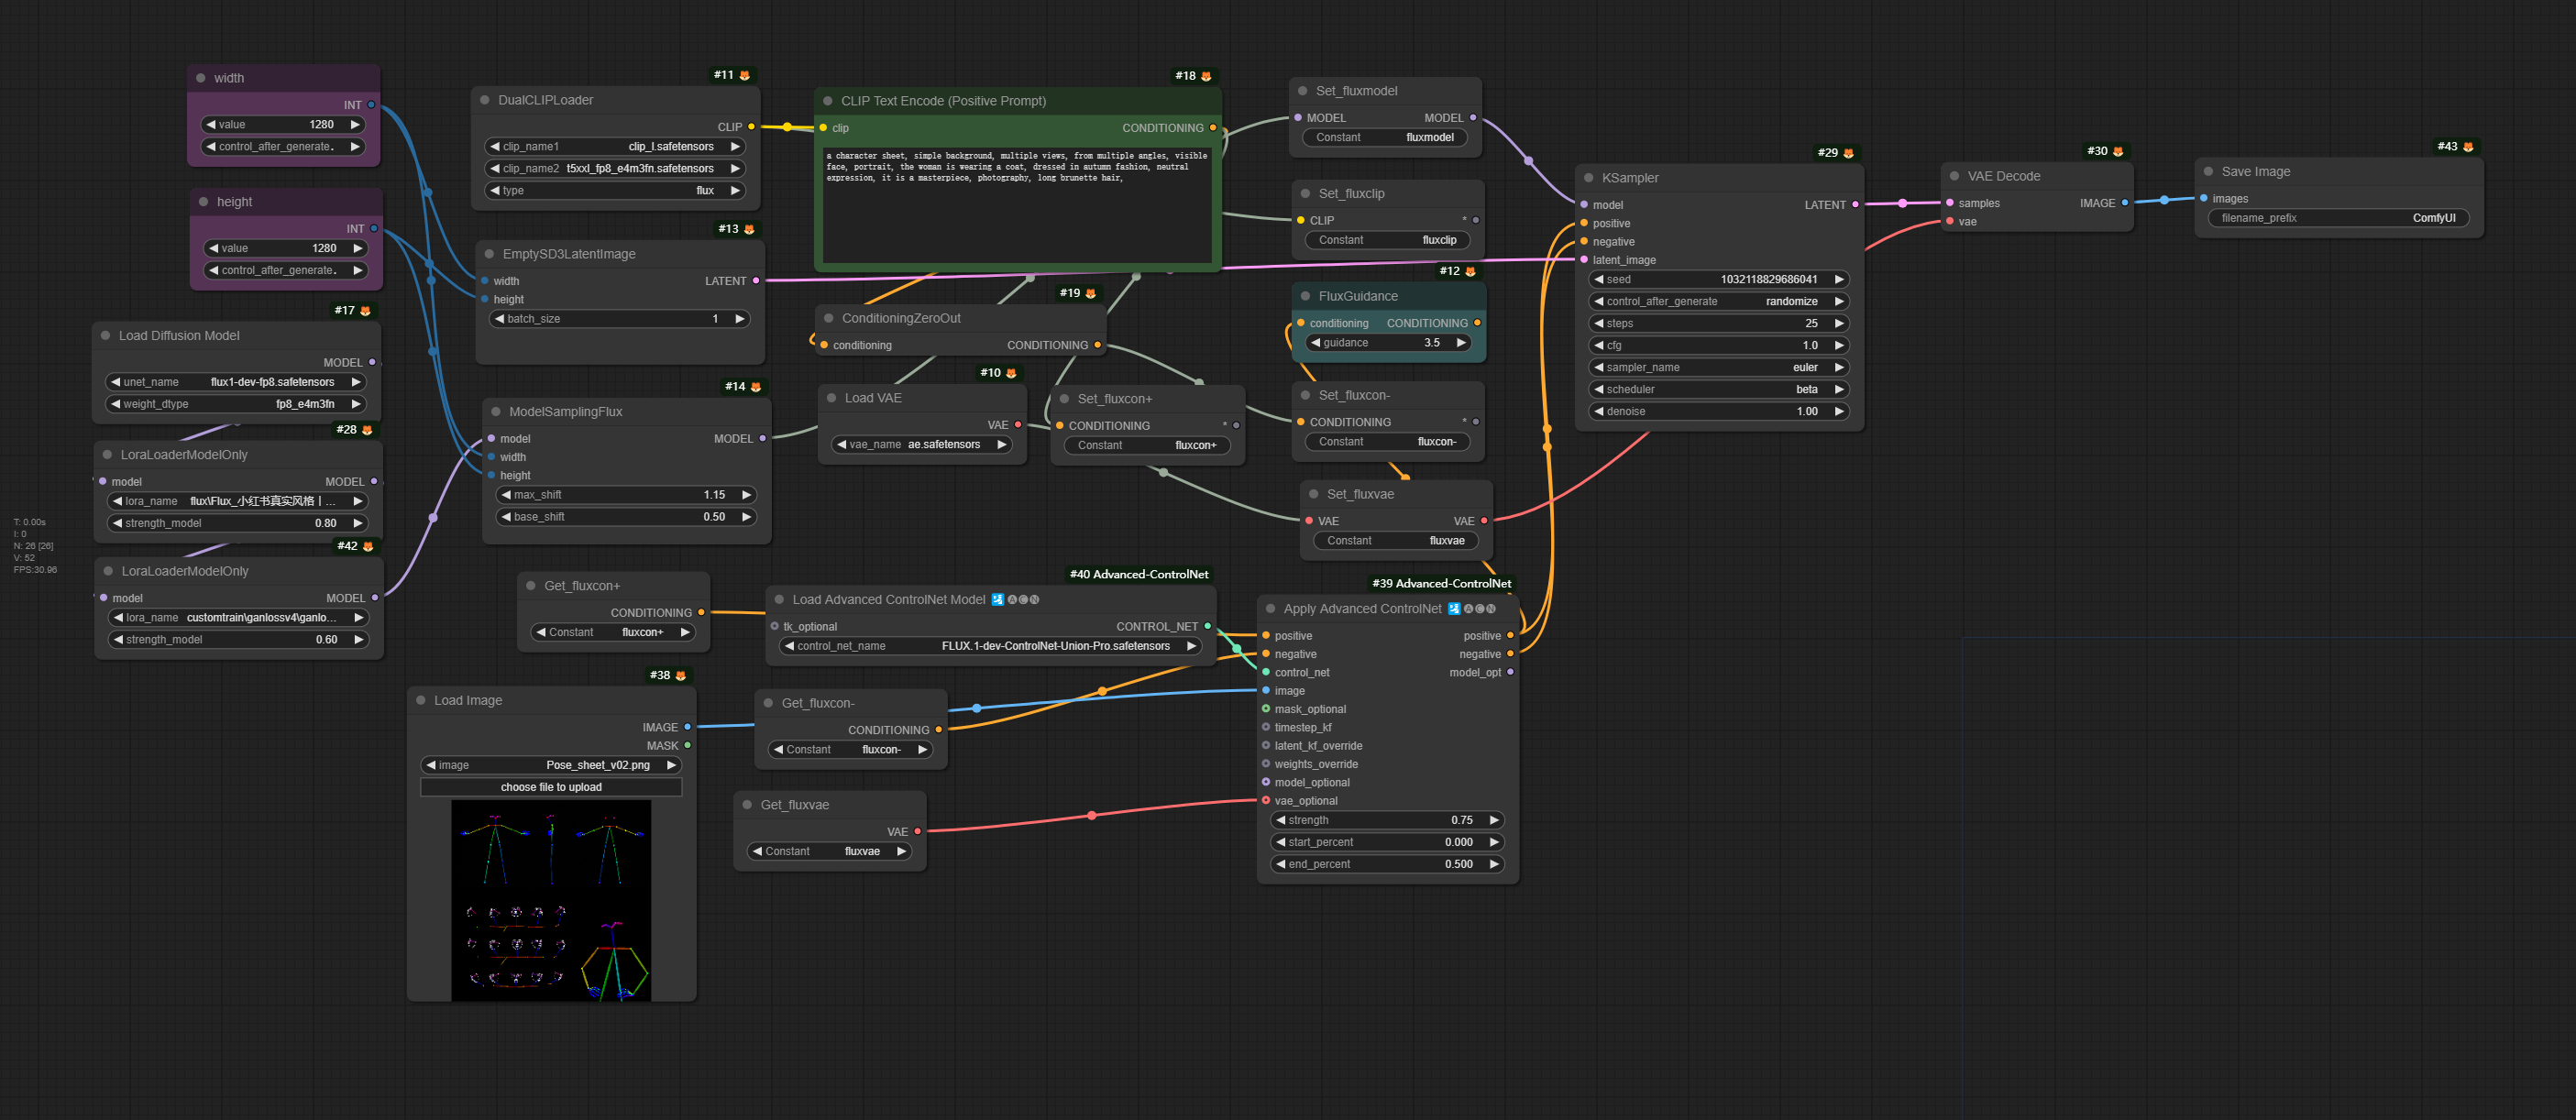 width
INT
value 1280
control_after_generate.
height
INT
value 1280
control_after_generate.
#17
Load Diffusion Model
MODEL
unet_name flux1-dev-fp8.safetensors
weight_dtype fp8_e4m3fn
#28
LoraLoaderModelOnly
model MODEL
lora_name flux\Flux_小红书真实风格丨...
strength_model 0.80
#42
LoraLoaderModelOnly
model MODEL
lora_name customtrain\ganlossv4\ganlo...
strength_model 0.60
T: 0.00s
I: 0
N: 26 [26]
V: 52
FPS:30.96
#11
DualCLIPLoader
CLIP
clip_name1 clip_l.safetensors
clip_name2 t5xxl_fp8_e4m3fn.safetensors
type flux
#13
EmptySD3LatentImage
width LATENT
height
batch_size 1
#14
ModelSamplingFlux
model MODEL
width
height
max_shift 1.15
base_shift 0.50
#18
CLIP Text Encode (Positive Prompt)
clip CONDITIONING
a character sheet, simple background, multiple views, from multiple angles, visible
face, portrait, the woman is wearing a coat, dressed in autumn fashion, neutral
expression, it is a masterpiece, photography, long brunette hair,
#19
ConditioningZeroOut
conditioning CONDITIONING
#10
Load VAE
VAE
vae_name ae.safetensors
Set_fluxcon+
CONDITIONING *
Constant fluxcon+
Set_fluxmodel
MODEL MODEL
Constant fluxmodel
Set_fluxclip
CLIP *
Constant fluxclip
#12
FluxGuidance
conditioning CONDITIONING
guidance 3.5
Set_fluxcon-
CONDITIONING *
Constant fluxcon-
Set_fluxvae
VAE VAE
Constant fluxvae
Get_fluxcon+
CONDITIONING
Constant fluxcon+
#40 Advanced-ControlNet
Load Advanced ControlNet Model 🛂🅐🅒🅝
tk_optional CONTROL_NET
control_net_name FLUX.1-dev-ControlNet-Union-Pro.safetensors
#38
Load Image
IMAGE
MASK
image Pose_sheet_v02.png
choose file to upload
Get_fluxcon-
CONDITIONING
Constant fluxcon-
Get_fluxvae
VAE
Constant fluxvae
#39 Advanced-ControlNet
Apply Advanced ControlNet 🛂🅐🅒🅝
positive positive
negative negative
control_net model_opt
image
mask_optional
timestep_kf
latent_kf_override
weights_override
model_optional
vae_optional
strength 0.75
start_percent 0.000
end_percent 0.500
#29
KSampler
model LATENT
positive
negative
latent_image
seed 1032118829686041
control_after_generate randomize
steps 25
cfg 1.0
sampler_name euler
scheduler beta
denoise 1.00
#30
VAE Decode
samples IMAGE
vae
#43
Save Image
images
filename_prefix ComfyUI